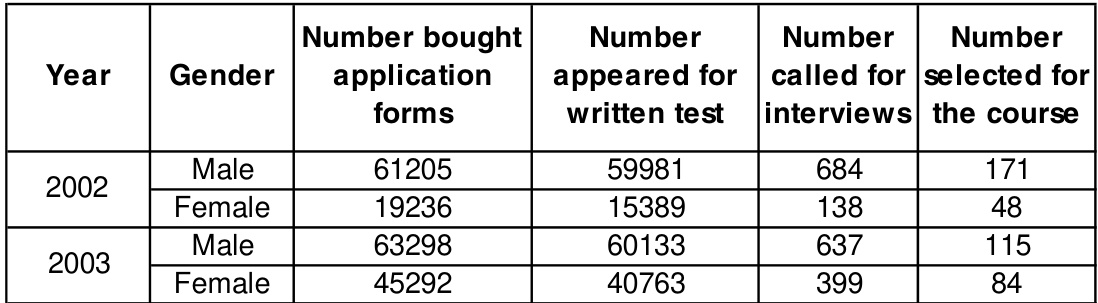 Year Gender Number bought application forms Number appeared for written test Number called for interviews Number selected for the course
2002 Male 61205 59981 684 171
Female 19236 15389 138 48
2003 Male 63298 60133 637 115
Female 45292 40763 399 84